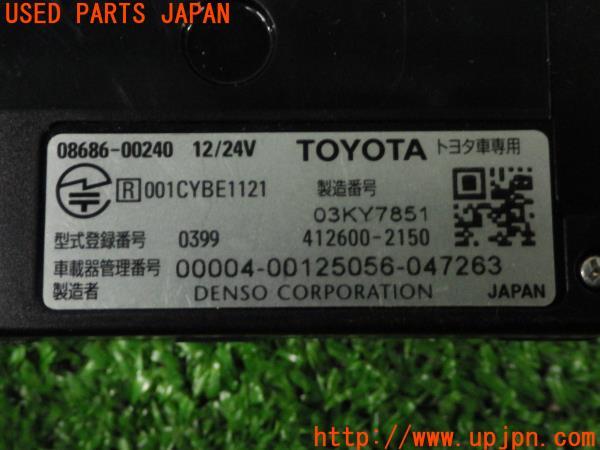 USED PARTS JAPAN
08686-00240 12/24V TOYOTA トヨタ車専用
R 001CYBE1121 製造番号
03KY7851
型式登録番号 0399 412600-2150
車載器管理番号 00004-00125056-047263
製造者 DENSO CORPORATION JAPAN
U-Parts
http://www.upjpn.com